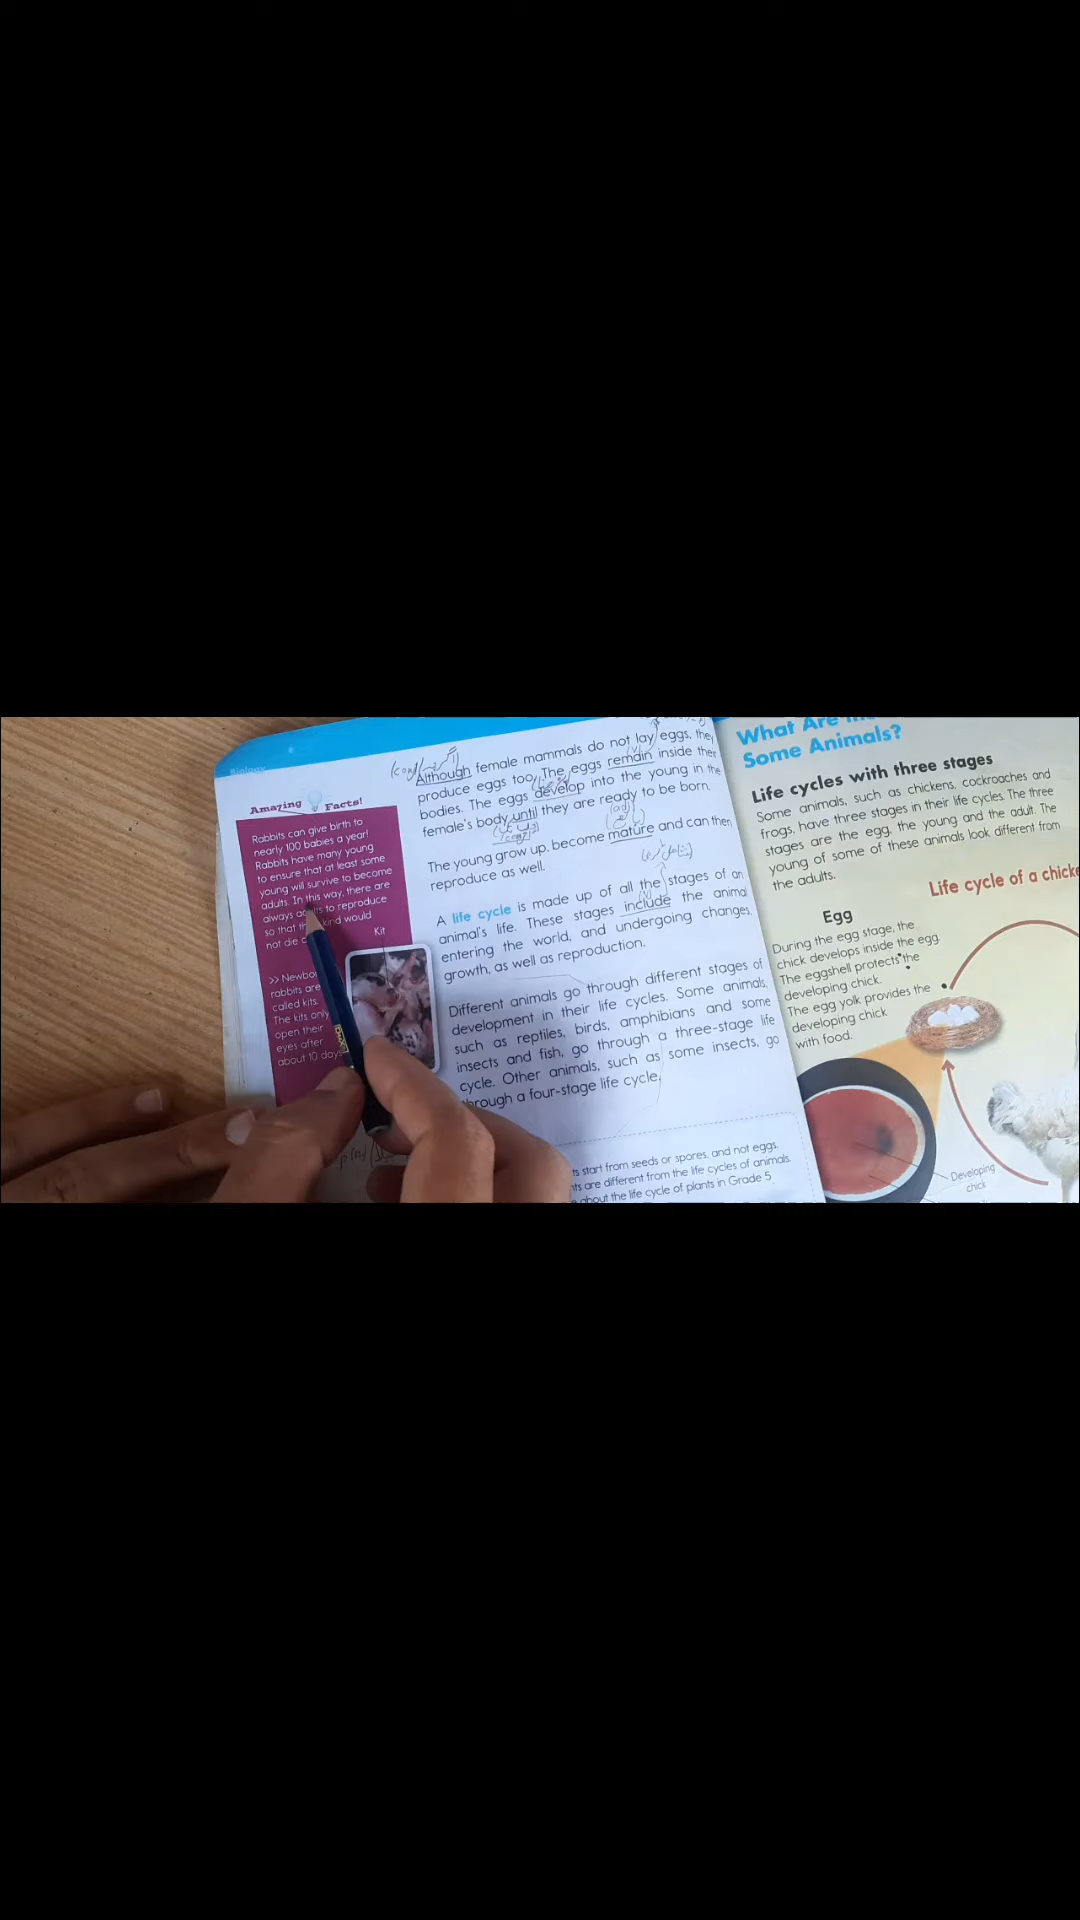 Biology
Amazing Facts!
Rabbits can give birth to
nearly 100 babies a year!
Rabbits have many young
to ensure that at least some
young will survive to become
adults. In this way, there are
always adults to reproduce
so that kind would
not die
Kit
>> Newbo
rabbits are
called kits.
The kits only
open their
eyes after
about 10 days
Although female mammals do not lay eggs, they
produce eggs too. The eggs remain inside their
bodies. The eggs develop into the young in the
female's body until they are ready to be born.
The young grow up, become mature and can then
reproduce as well.
A life cycle is made up of all the stages of an
animal's life. These stages include the animal
entering the world, and undergoing changes,
growth, as well as reproduction.
Different animals go through different stages of
development in their life cycles. Some animals,
such as reptiles, birds, amphibians and some
insects and fish, go through a three-stage life
cycle. Other animals, such as some insects, go
through a four-stage life cycle.
ts start from seeds or spores, and not eggs.
nts are different from the life cycles of animals.
about the life cycle of plants in Grade 5
What Are
Some Animals?
Life cycles with three stages
Some animals, such as chickens, cockroaches and
frogs, have three stages in their life cycles. The three
stages are the egg, the young and the adult. The
young of some of these animals look different from
the adults.
Life cycle of a chicke
Egg
During the egg stage, the
chick develops inside the egg.
The eggshell protects the
developing chick.
The egg yolk provides the
developing chick
with food.
Developing
chick